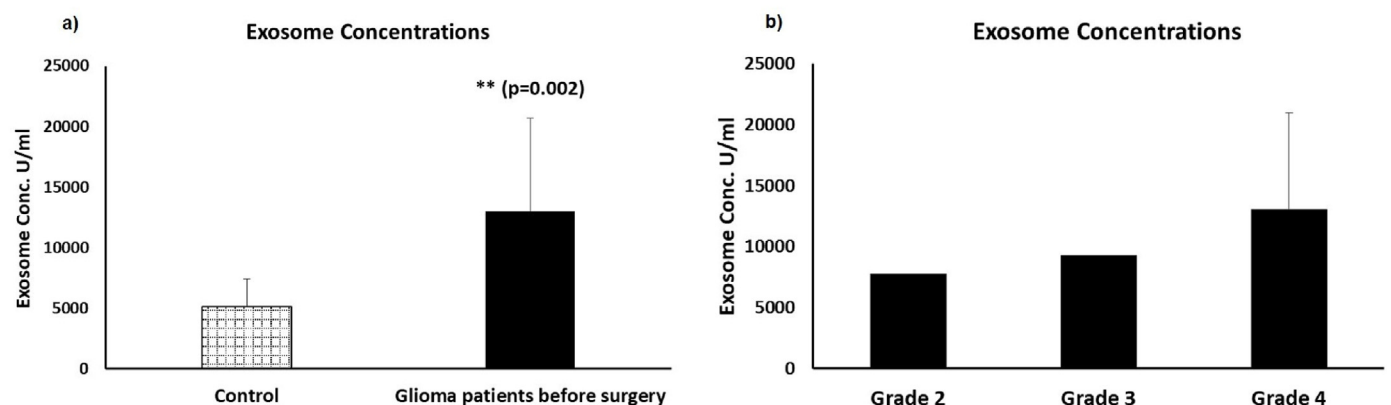 a)
Exosome Concentrations
25000
20000
15000
10000
5000
0
Exosome Conc. U/ml
** (p=0.002)
Control
Glioma patients before surgery
b)
Exosome Concentrations
25000
20000
15000
10000
5000
0
Exosome Conc. U/ml
Grade 2
Grade 3
Grade 4